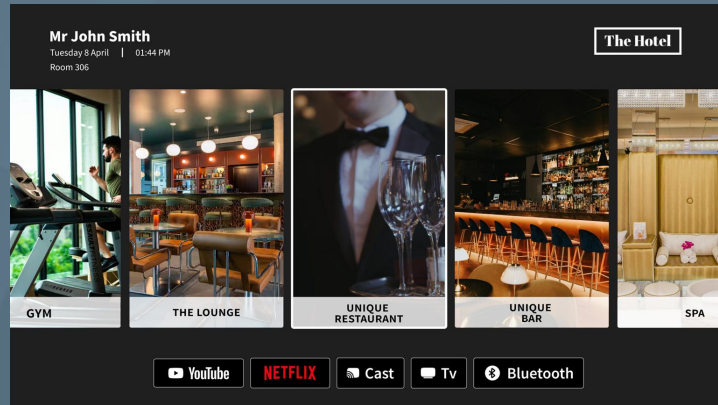 Mr John Smith
Tuesday 8 April | 01:44 PM
Room 306
The Hotel
GYM
THE LOUNGE
UNIQUE
RESTAURANT
UNIQUE
BAR
SPA
YouTube
NETFLIX
Cast
Tv
Bluetooth